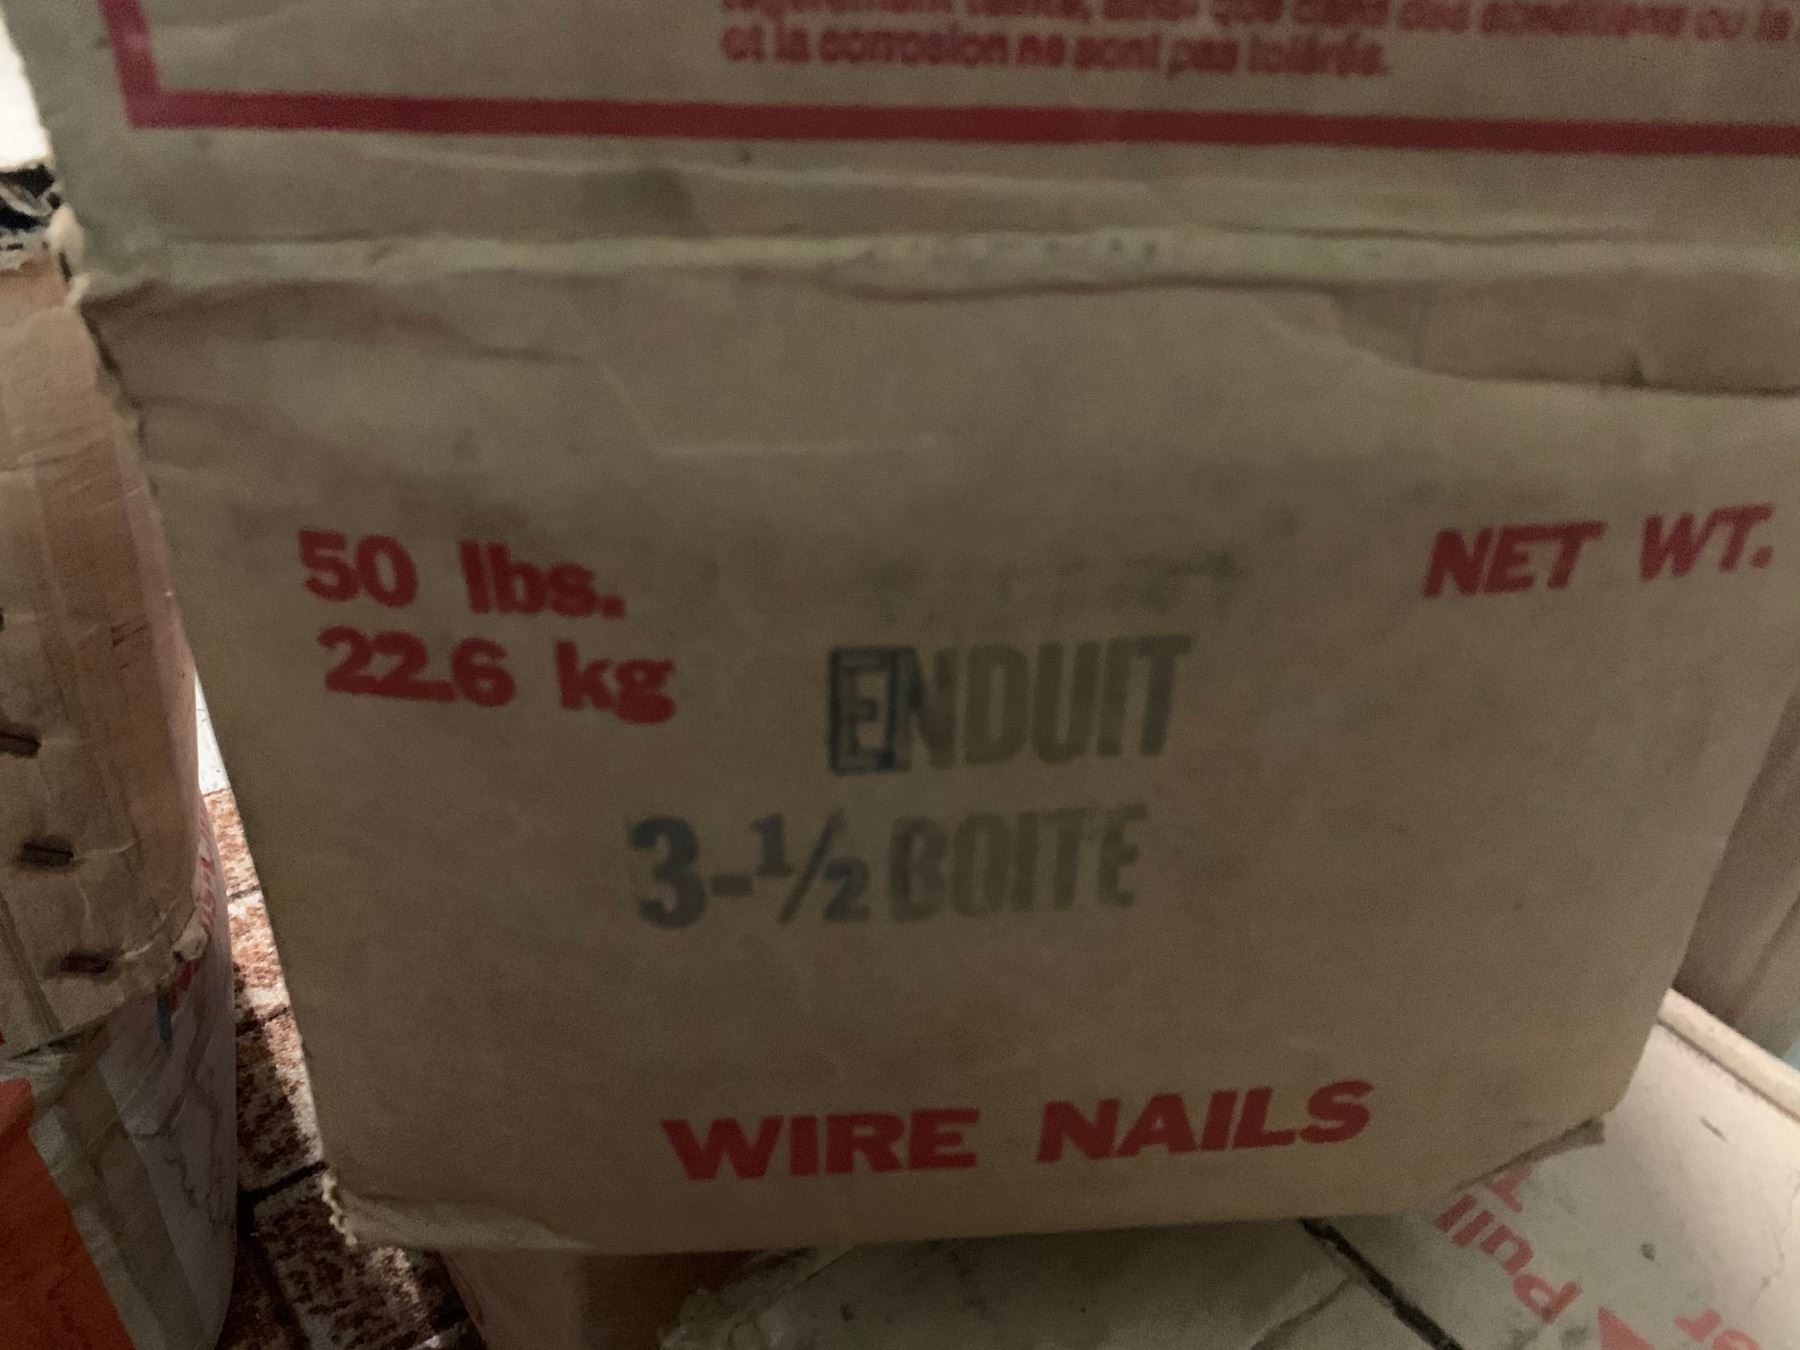 et la corrosion ne sont pas tolérés.
50 lbs.
22.6 kg
NET WT.
ENDUIT
3-1/2 BOITE
WIRE NAILS
Pull